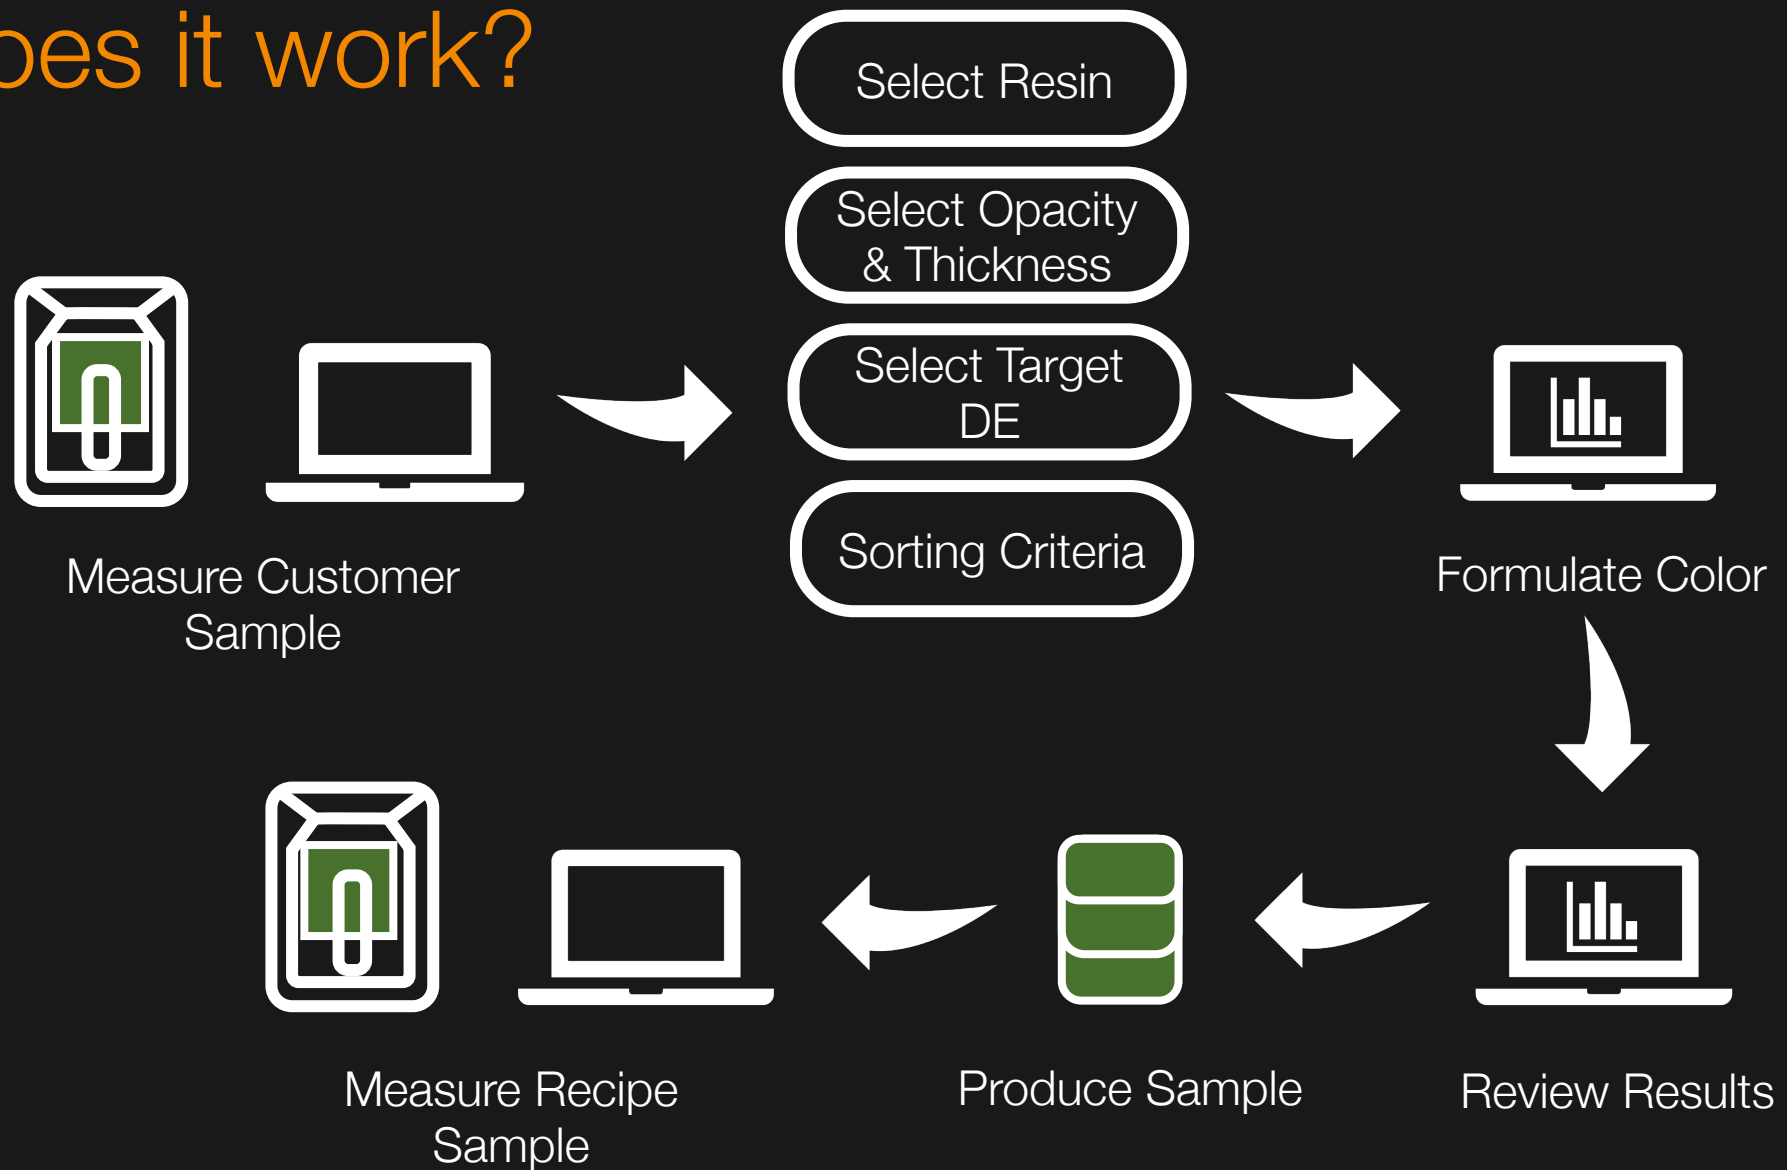 oes it work?
Select Resin
Select Opacity
& Thickness
Select Target
DE
Sorting Criteria
Measure Customer
Sample
Formulate Color
Measure Recipe
Sample
Produce Sample
Review Results